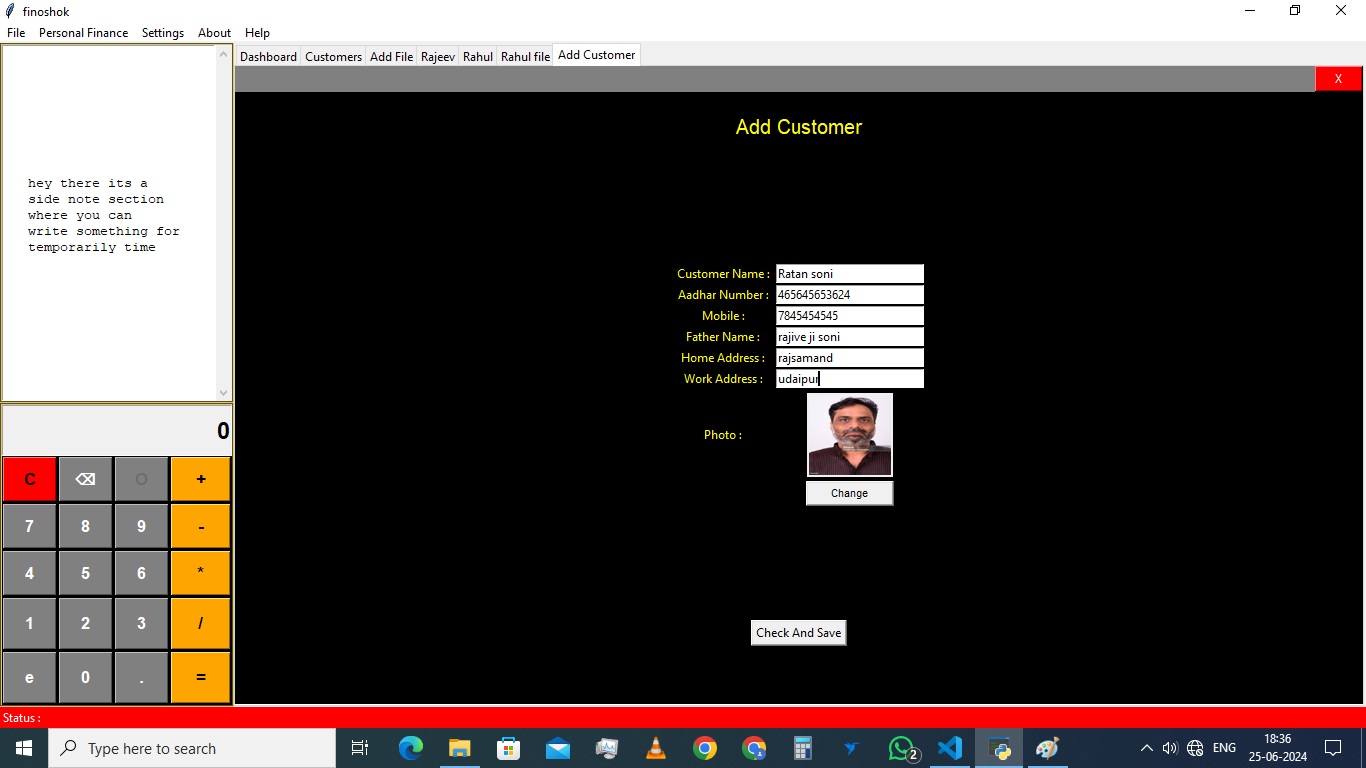 finoshok
File Personal Finance Settings About Help
Dashboard Customers Add File Rajeev Rahul Rahul file Add Customer
X
Add Customer
hey there its a
side note section
where you can
write something for
temporarily time
Customer Name : Ratan soni
Aadhar Number : 465645653624
Mobile : 7845454545
Father Name : rajive ji soni
Home Address : rajsamand
Work Address : udaipur
Photo :
Change
Check And Save
0
C ⌫ O +
7 8 9 -
4 5 6 *
1 2 3 /
e 0 . =
Status :
Type here to search
2
ENG
18:36
25-06-2024